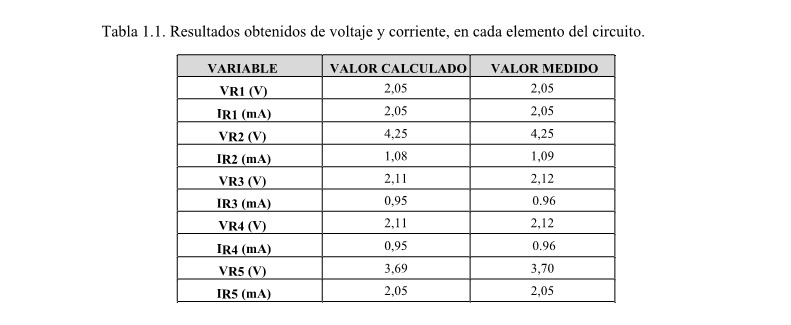 Tabla 1.1. Resultados obtenidos de voltaje y corriente, en cada elemento del circuito.
VARIABLE VALOR CALCULADO VALOR MEDIDO
VR1 (V) 2,05 2,05
IR1 (mA) 2,05 2,05
VR2 (V) 4,25 4,25
IR2 (mA) 1,08 1,09
VR3 (V) 2,11 2,12
IR3 (mA) 0,95 0.96
VR4 (V) 2,11 2,12
IR4 (mA) 0,95 0.96
VR5 (V) 3,69 3,70
IR5 (mA) 2,05 2,05